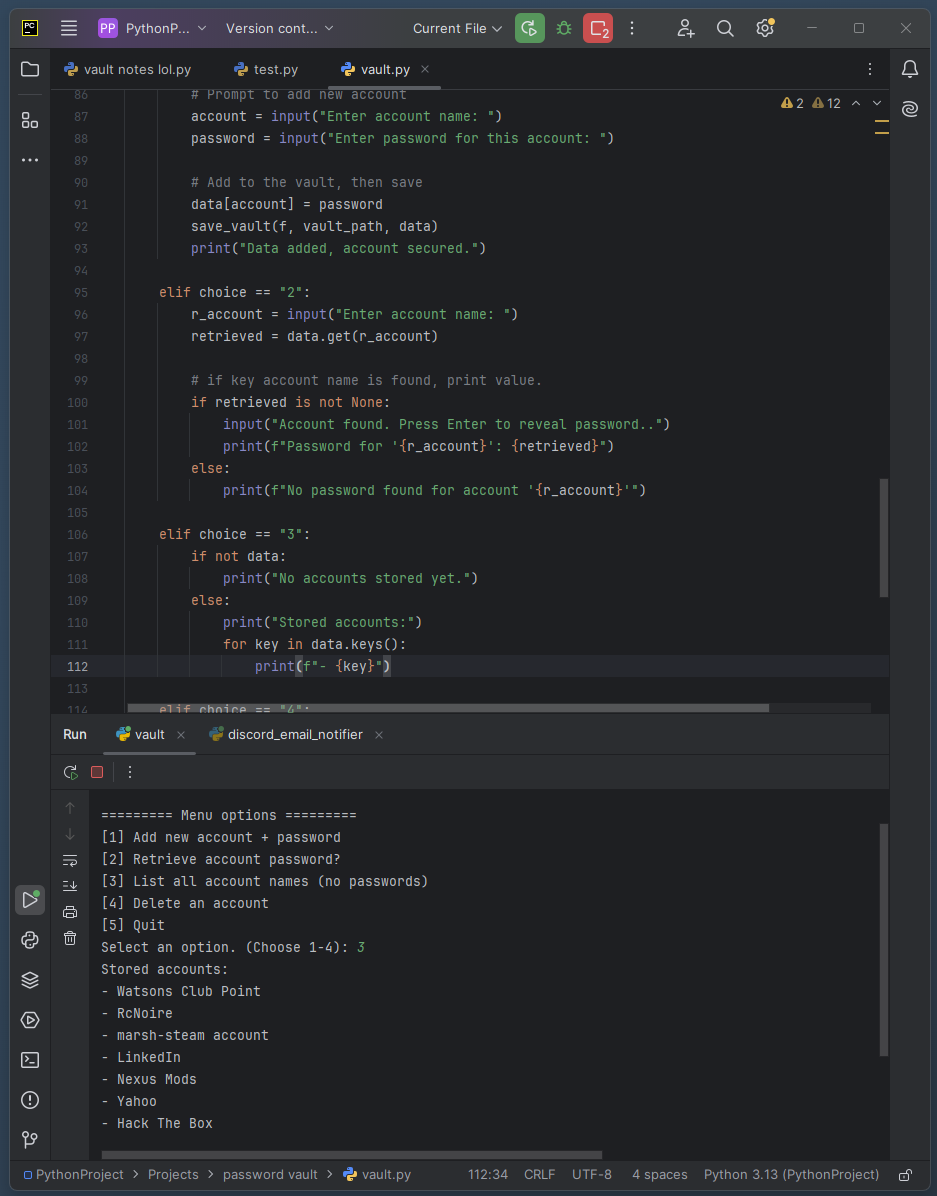 PC
PP PythonP... Version cont... Current File 2
vault notes lol.py test.py vault.py
2 12
86 # Prompt to add new account
87 account = input("Enter account name: ")
88 password = input("Enter password for this account: ")
89
90 # Add to the vault, then save
91 data[account] = password
92 save_vault(f, vault_path, data)
93 print("Data added, account secured.")
94
95 elif choice == "2":
96 r_account = input("Enter account name: ")
97 retrieved = data.get(r_account)
98
99 # if key account name is found, print value.
100 if retrieved is not None:
101 input("Account found. Press Enter to reveal password..")
102 print(f"Password for '{r_account}': {retrieved}")
103 else:
104 print(f"No password found for account '{r_account}'")
105
106 elif choice == "3":
107 if not data:
108 print("No accounts stored yet.")
109 else:
110 print("Stored accounts:")
111 for key in data.keys():
112 print(f"- {key}")
113
114 elif choice == "4":
Run vault discord_email_notifier
========= Menu options =========
[1] Add new account + password
[2] Retrieve account password?
[3] List all account names (no passwords)
[4] Delete an account
[5] Quit
Select an option. (Choose 1-4): 3
Stored accounts:
- Watsons Club Point
- RcNoire
- marsh-steam account
- LinkedIn
- Nexus Mods
- Yahoo
- Hack The Box
PythonProject > Projects > password vault > vault.py 112:34 CRLF UTF-8 4 spaces Python 3.13 (PythonProject)